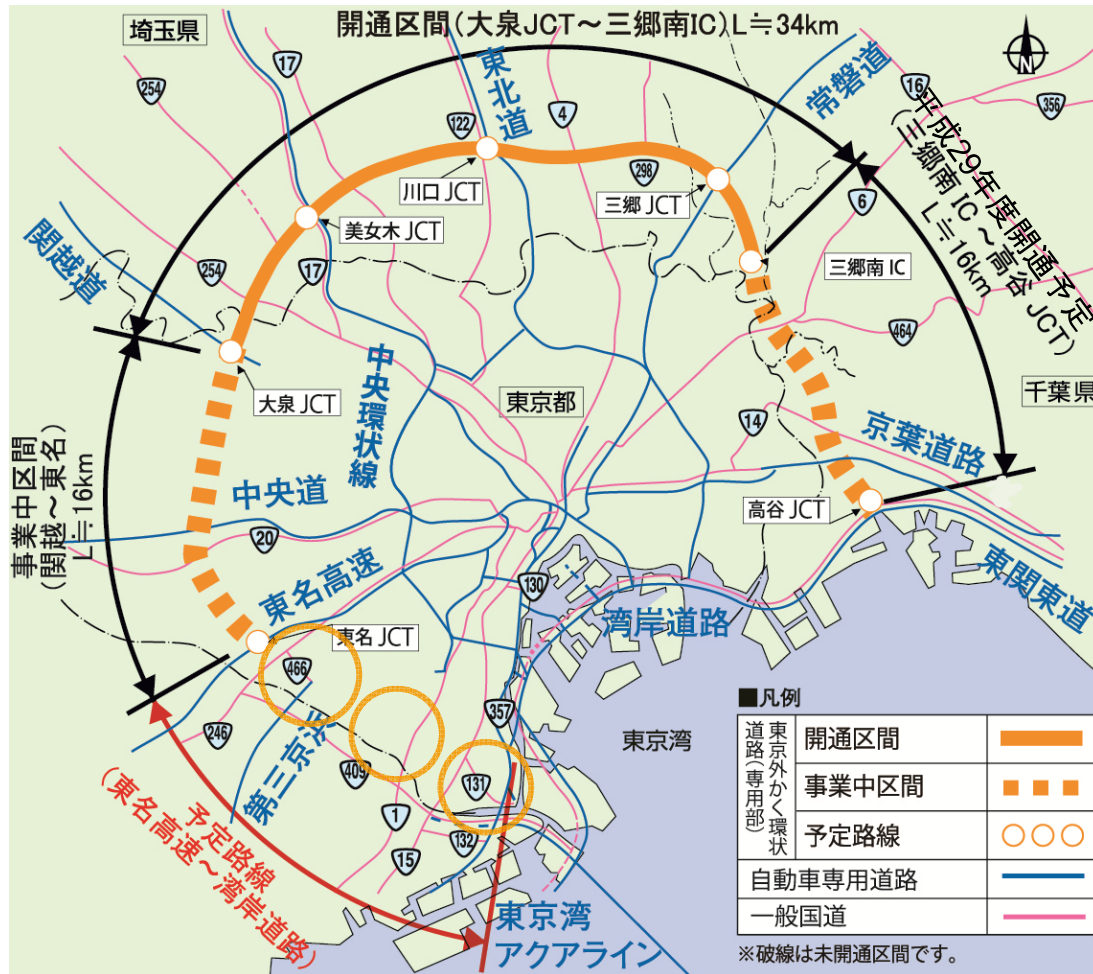 開通区間(大泉JCT～三郷南IC)L≒34km
埼玉県
N
17
254
東北道
122
4
常磐道
16
356
平成29年度開通予定
(三郷南IC～高谷JCT)
L≒16km
川口 JCT
298
三郷 JCT
6
美女木 JCT
関越道
254
17
三郷南 IC
464
大泉 JCT
中央環状線
東京都
千葉県
14
京葉道路
事業中区間
(関越～東名)
L≒16km
中央道
20
高谷 JCT
東関東道
東名高速
130
湾岸道路
東名 JCT
466
246
第三京浜
357
409
131
東京湾
1
132
15
予定路線
(東名高速～湾岸道路)
東京湾
アクアライン
■凡例
東京外かく環状
道路(専用部)
開通区間
事業中区間
予定路線
自動車専用道路
一般国道
※破線は未開通区間です。